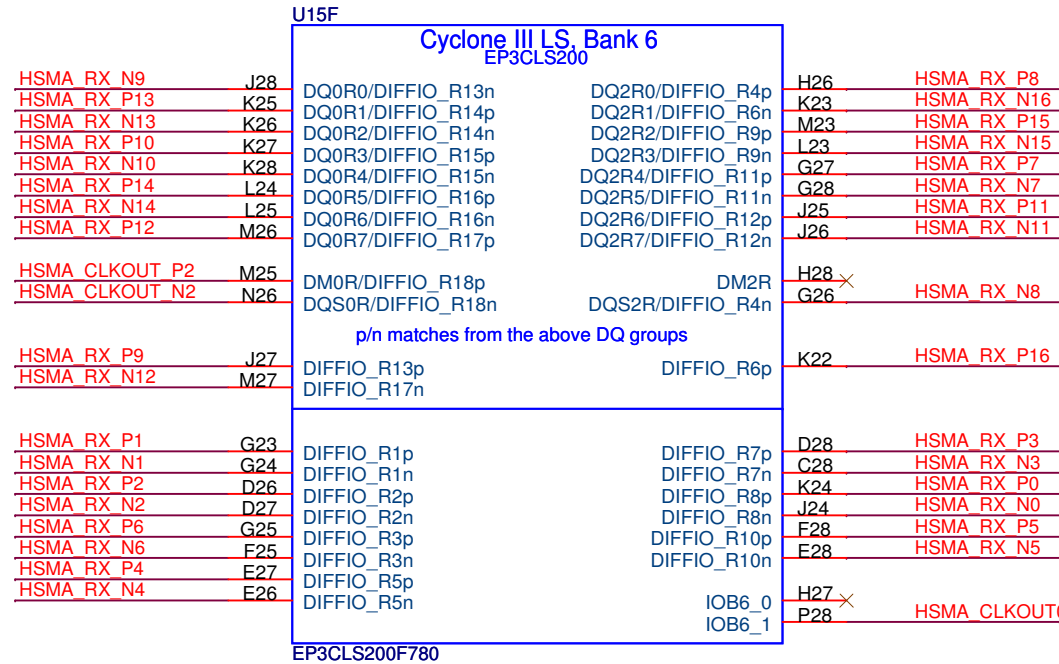 U15F
Cyclone III LS, Bank 6
EP3CLS200
HSMA_RX_N9 J28 DQ0R0/DIFFIO_R13n DQ2R0/DIFFIO_R4p H26 HSMA_RX_P8
HSMA_RX_P13 K25 DQ0R1/DIFFIO_R14p DQ2R1/DIFFIO_R6n K23 HSMA_RX_N16
HSMA_RX_N13 K26 DQ0R2/DIFFIO_R14n DQ2R2/DIFFIO_R9p M23 HSMA_RX_P15
HSMA_RX_P10 K27 DQ0R3/DIFFIO_R15p DQ2R3/DIFFIO_R9n L23 HSMA_RX_N15
HSMA_RX_N10 K28 DQ0R4/DIFFIO_R15n DQ2R4/DIFFIO_R11p G27 HSMA_RX_P7
HSMA_RX_P14 L24 DQ0R5/DIFFIO_R16p DQ2R5/DIFFIO_R11n G28 HSMA_RX_N7
HSMA_RX_N14 L25 DQ0R6/DIFFIO_R16n DQ2R6/DIFFIO_R12p J25 HSMA_RX_P11
HSMA_RX_P12 M26 DQ0R7/DIFFIO_R17p DQ2R7/DIFFIO_R12n J26 HSMA_RX_N11
HSMA_CLKOUT_P2 M25 DM0R/DIFFIO_R18p DM2R H28
HSMA_CLKOUT_N2 N26 DQS0R/DIFFIO_R18n DQS2R/DIFFIO_R4n G26 HSMA_RX_N8
p/n matches from the above DQ groups
HSMA_RX_P9 J27 DIFFIO_R13p DIFFIO_R6p K22 HSMA_RX_P16
HSMA_RX_N12 M27 DIFFIO_R17n
HSMA_RX_P1 G23 DIFFIO_R1p DIFFIO_R7p D28 HSMA_RX_P3
HSMA_RX_N1 G24 DIFFIO_R1n DIFFIO_R7n C28 HSMA_RX_N3
HSMA_RX_P2 D26 DIFFIO_R2p DIFFIO_R8p K24 HSMA_RX_P0
HSMA_RX_N2 D27 DIFFIO_R2n DIFFIO_R8n J24 HSMA_RX_N0
HSMA_RX_P6 G25 DIFFIO_R3p DIFFIO_R10p F28 HSMA_RX_P5
HSMA_RX_N6 F25 DIFFIO_R3n DIFFIO_R10n E28 HSMA_RX_N5
HSMA_RX_P4 E27 DIFFIO_R5p
HSMA_RX_N4 E26 DIFFIO_R5n IOB6_0 H27
IOB6_1 P28 HSMA_CLKOUT0
EP3CLS200F780